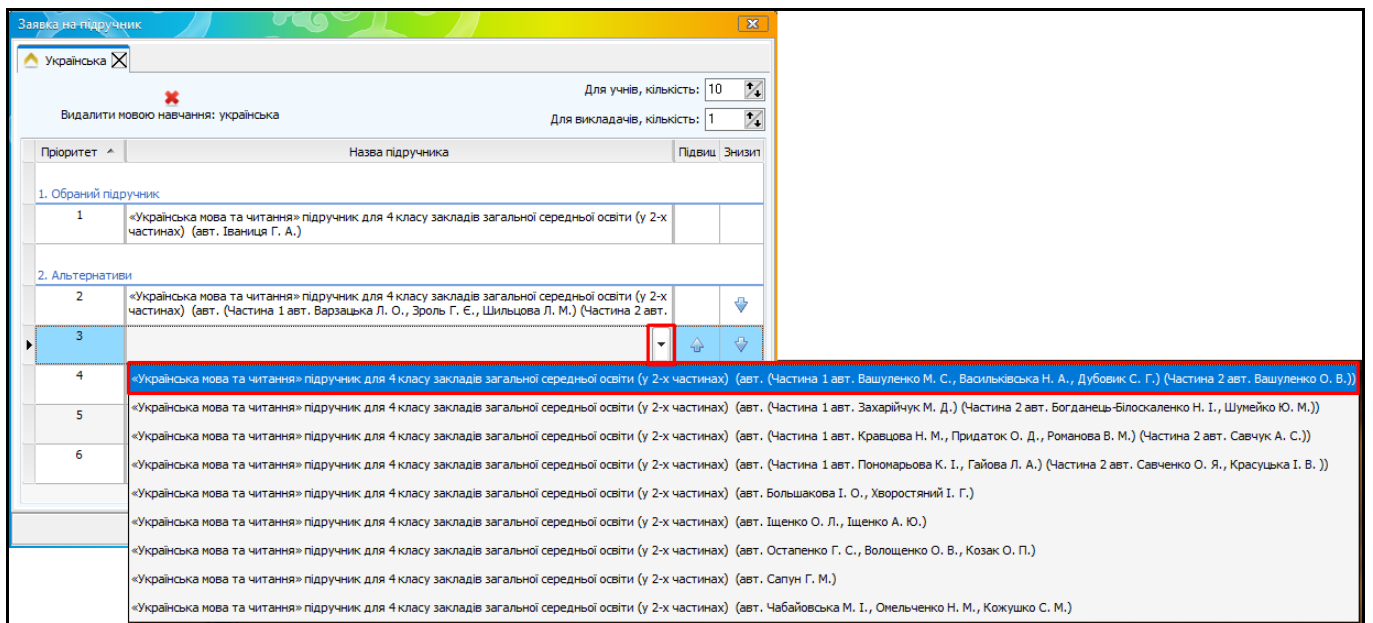 Заявка на підручник
Українська
Для учнів, кількість: 10
Видалити мовою навчання: українська
Для викладачів, кількість: 1
Пріоритет Назва підручника Підвищ Знизит
1. Обраний підручник
1 «Українська мова та читання» підручник для 4 класу закладів загальної середньої освіти (у 2-х
частинах) (авт. Іваниця Г. А.)
2. Альтернативи
2 «Українська мова та читання» підручник для 4 класу закладів загальної середньої освіти (у 2-х
частинах) (авт. (Частина 1 авт. Варзацька Л. О., Зроль Г. Є., Шильцова Л. М.) (Частина 2 авт.
3
4 «Українська мова та читання» підручник для 4 класу закладів загальної середньої освіти (у 2-х частинах) (авт. (Частина 1 авт. Вашуленко М. С., Васильківська Н. А., Дубовик С. Г.) (Частина 2 авт. Вашуленко О. В.))
«Українська мова та читання» підручник для 4 класу закладів загальної середньої освіти (у 2-х частинах) (авт. (Частина 1 авт. Захарійчук М. Д.) (Частина 2 авт. Богданець-Білоскаленко Н. І., Шумейко Ю. М.))
5
«Українська мова та читання» підручник для 4 класу закладів загальної середньої освіти (у 2-х частинах) (авт. (Частина 1 авт. Кравцова Н. М., Придаток О. Д., Романова В. М.) (Частина 2 авт. Савчук А. С.))
6
«Українська мова та читання» підручник для 4 класу закладів загальної середньої освіти (у 2-х частинах) (авт. (Частина 1 авт. Пономарьова К. І., Гайова Л. А.) (Частина 2 авт. Савченко О. Я., Красуцька І. В. ))
«Українська мова та читання» підручник для 4 класу закладів загальної середньої освіти (у 2-х частинах) (авт. Большакова І. О., Хворостяний І. Г.)
«Українська мова та читання» підручник для 4 класу закладів загальної середньої освіти (у 2-х частинах) (авт. Іщенко О. Л., Іщенко А. Ю.)
«Українська мова та читання» підручник для 4 класу закладів загальної середньої освіти (у 2-х частинах) (авт. Остапенко Г. С., Волощенко О. В., Козак О. П.)
«Українська мова та читання» підручник для 4 класу закладів загальної середньої освіти (у 2-х частинах) (авт. Сапун Г. М.)
«Українська мова та читання» підручник для 4 класу закладів загальної середньої освіти (у 2-х частинах) (авт. Чабайовська М. І., Омельченко Н. М., Кожушко С. М.)